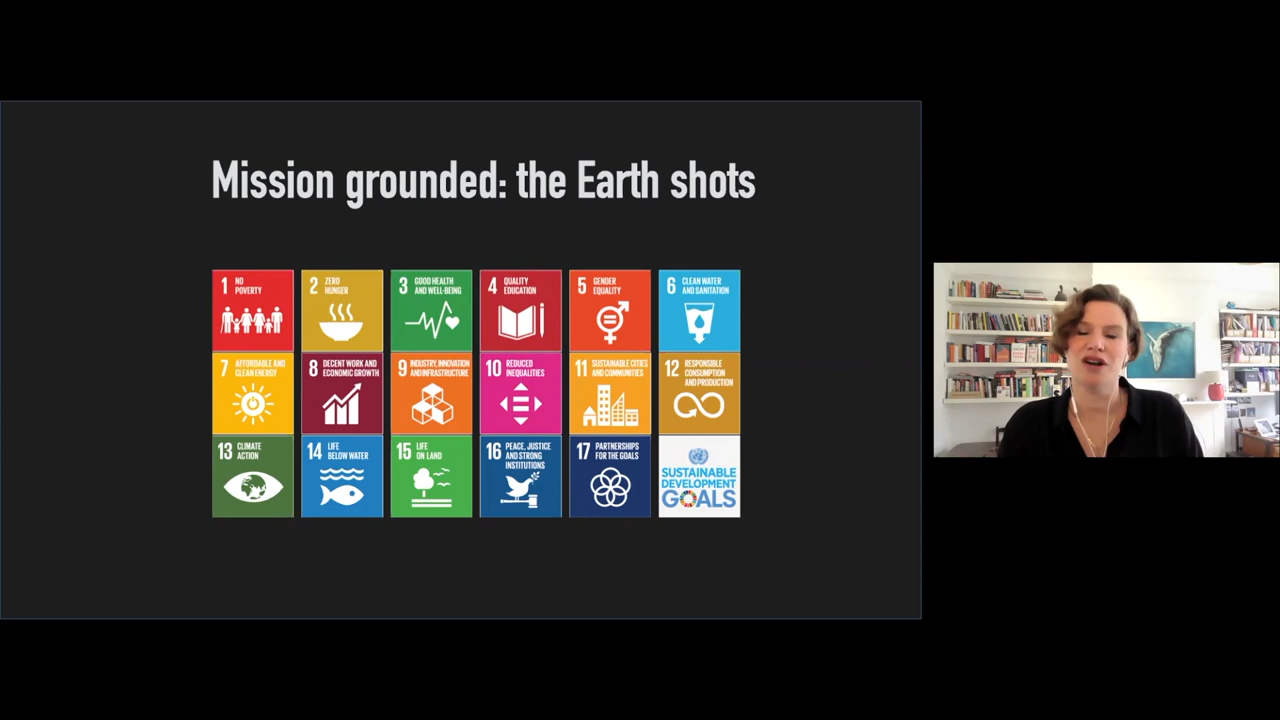 Mission grounded: the Earth shots
1 NO
POVERTY
2 ZERO
HUNGER
3 GOOD HEALTH
AND WELL-BEING
4 QUALITY
EDUCATION
5 GENDER
EQUALITY
6 CLEAN WATER
AND SANITATION
7 AFFORDABLE AND
CLEAN ENERGY
8 DECENT WORK AND
ECONOMIC GROWTH
9 INDUSTRY, INNOVATION
AND INFRASTRUCTURE
10 REDUCED
INEQUALITIES
11 SUSTAINABLE CITIES
AND COMMUNITIES
12 RESPONSIBLE
CONSUMPTION
AND PRODUCTION
13 CLIMATE
ACTION
14 LIFE
BELOW WATER
15 LIFE
ON LAND
16 PEACE, JUSTICE
AND STRONG
INSTITUTIONS
17 PARTNERSHIPS
FOR THE GOALS
SUSTAINABLE
DEVELOPMENT
GOALS